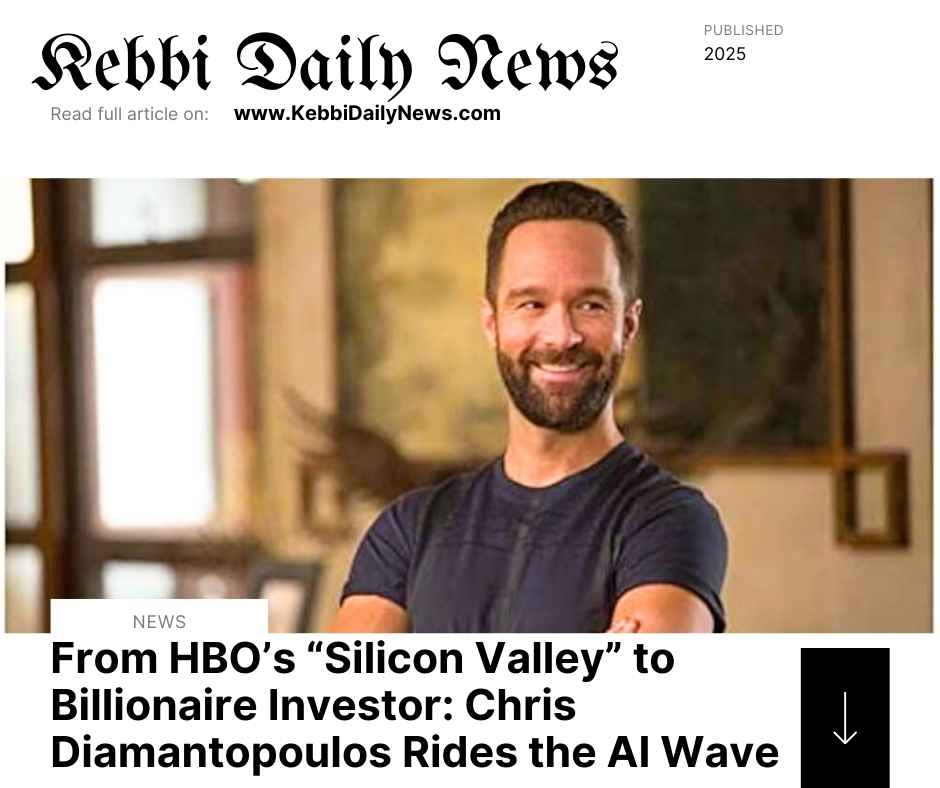 Kebbi Daily News
PUBLISHED
2025
Read full article on: www.KebbiDailyNews.com
NEWS
From HBO’s “Silicon Valley” to
Billionaire Investor: Chris
Diamantopoulos Rides the AI Wave